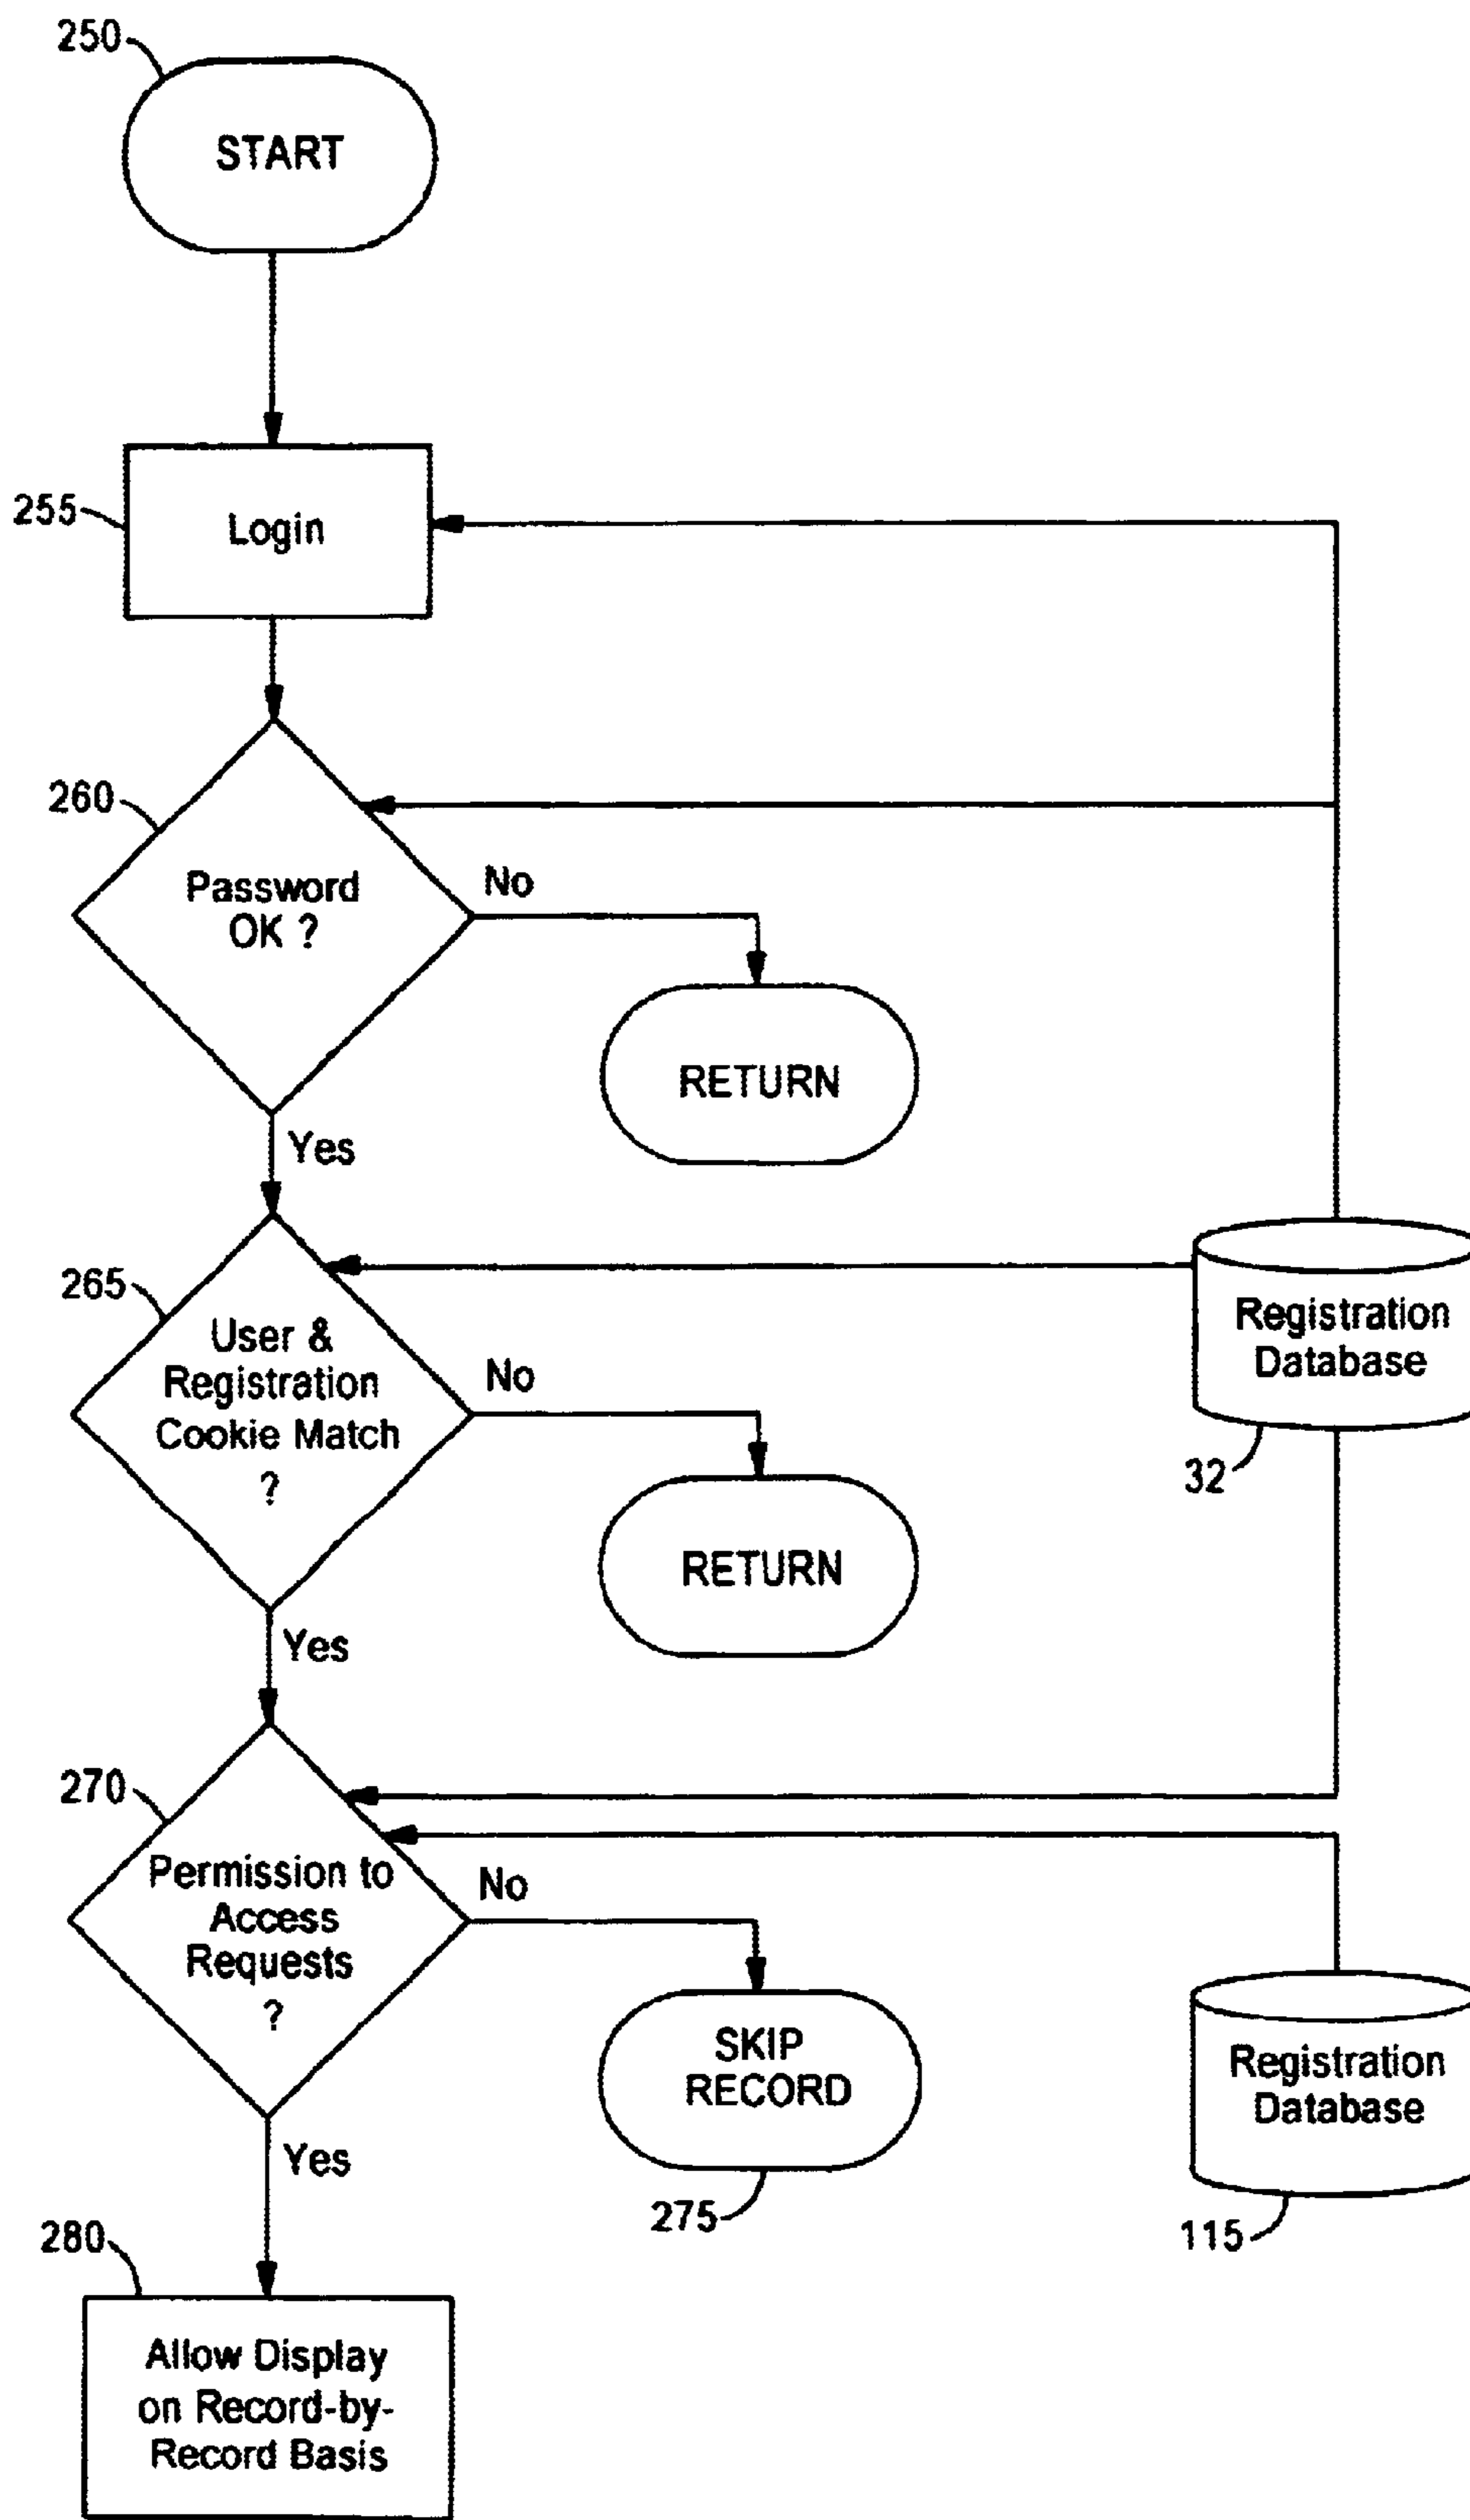 250
START
255
Login
260
Password
OK ?
No
RETURN
Yes
265
User &
Registration
Cookie Match
?
No
RETURN
Registration
Database
32
Yes
270
Permission to
Access
Requests
?
No
SKIP
RECORD
275
Registration
Database
115
Yes
280
Allow Display
on Record-by-
Record Basis